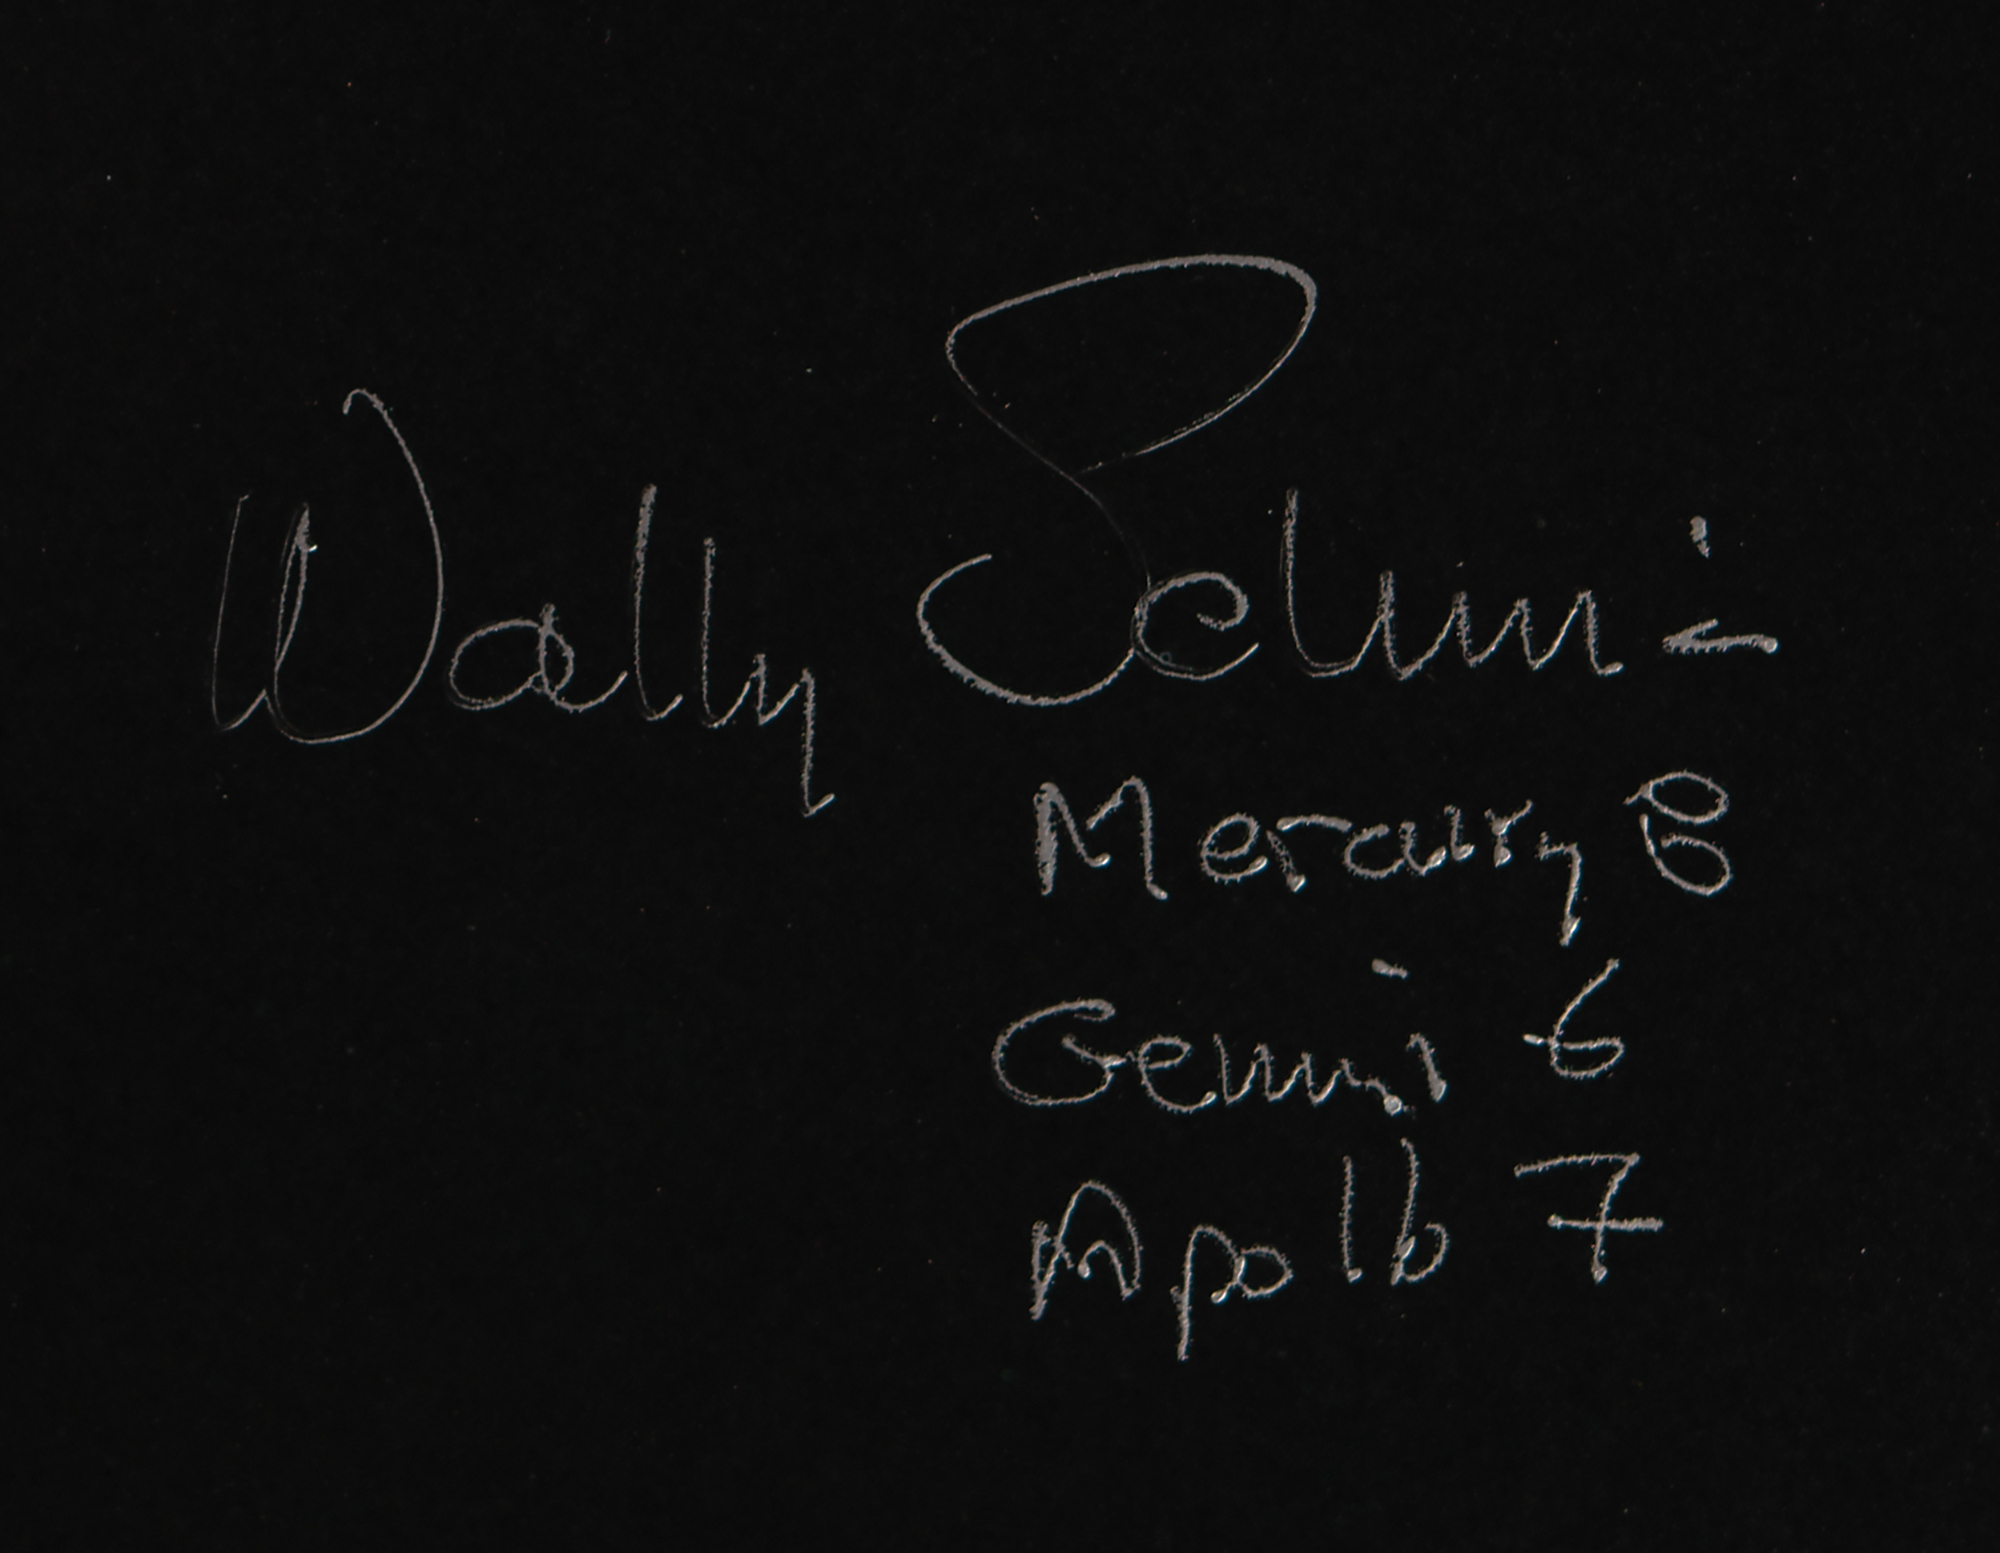 Wally Schirra
Mercury 8
Gemini 6
Apollo 7